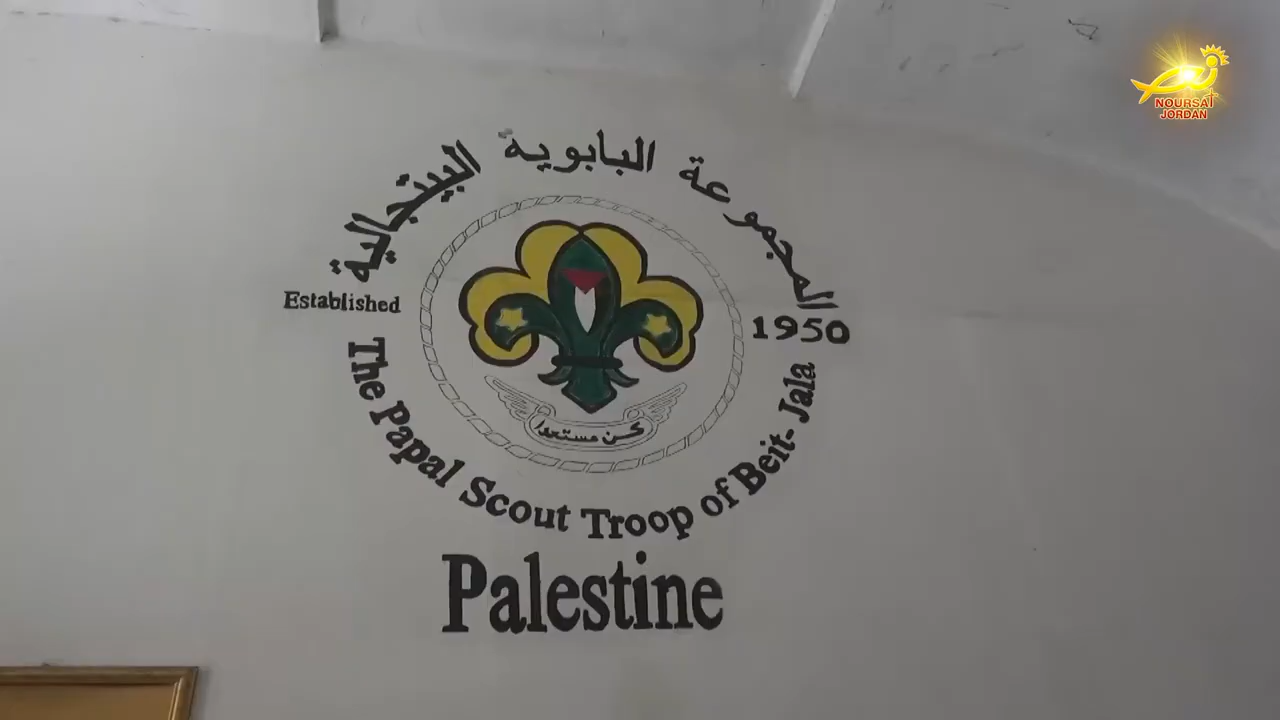 المجموعة البابوية البيتجالية
Established 1950
كن مستعدا
The Papal Scout Troop of Beit-Jala
Palestine
NOURSAT
JORDAN